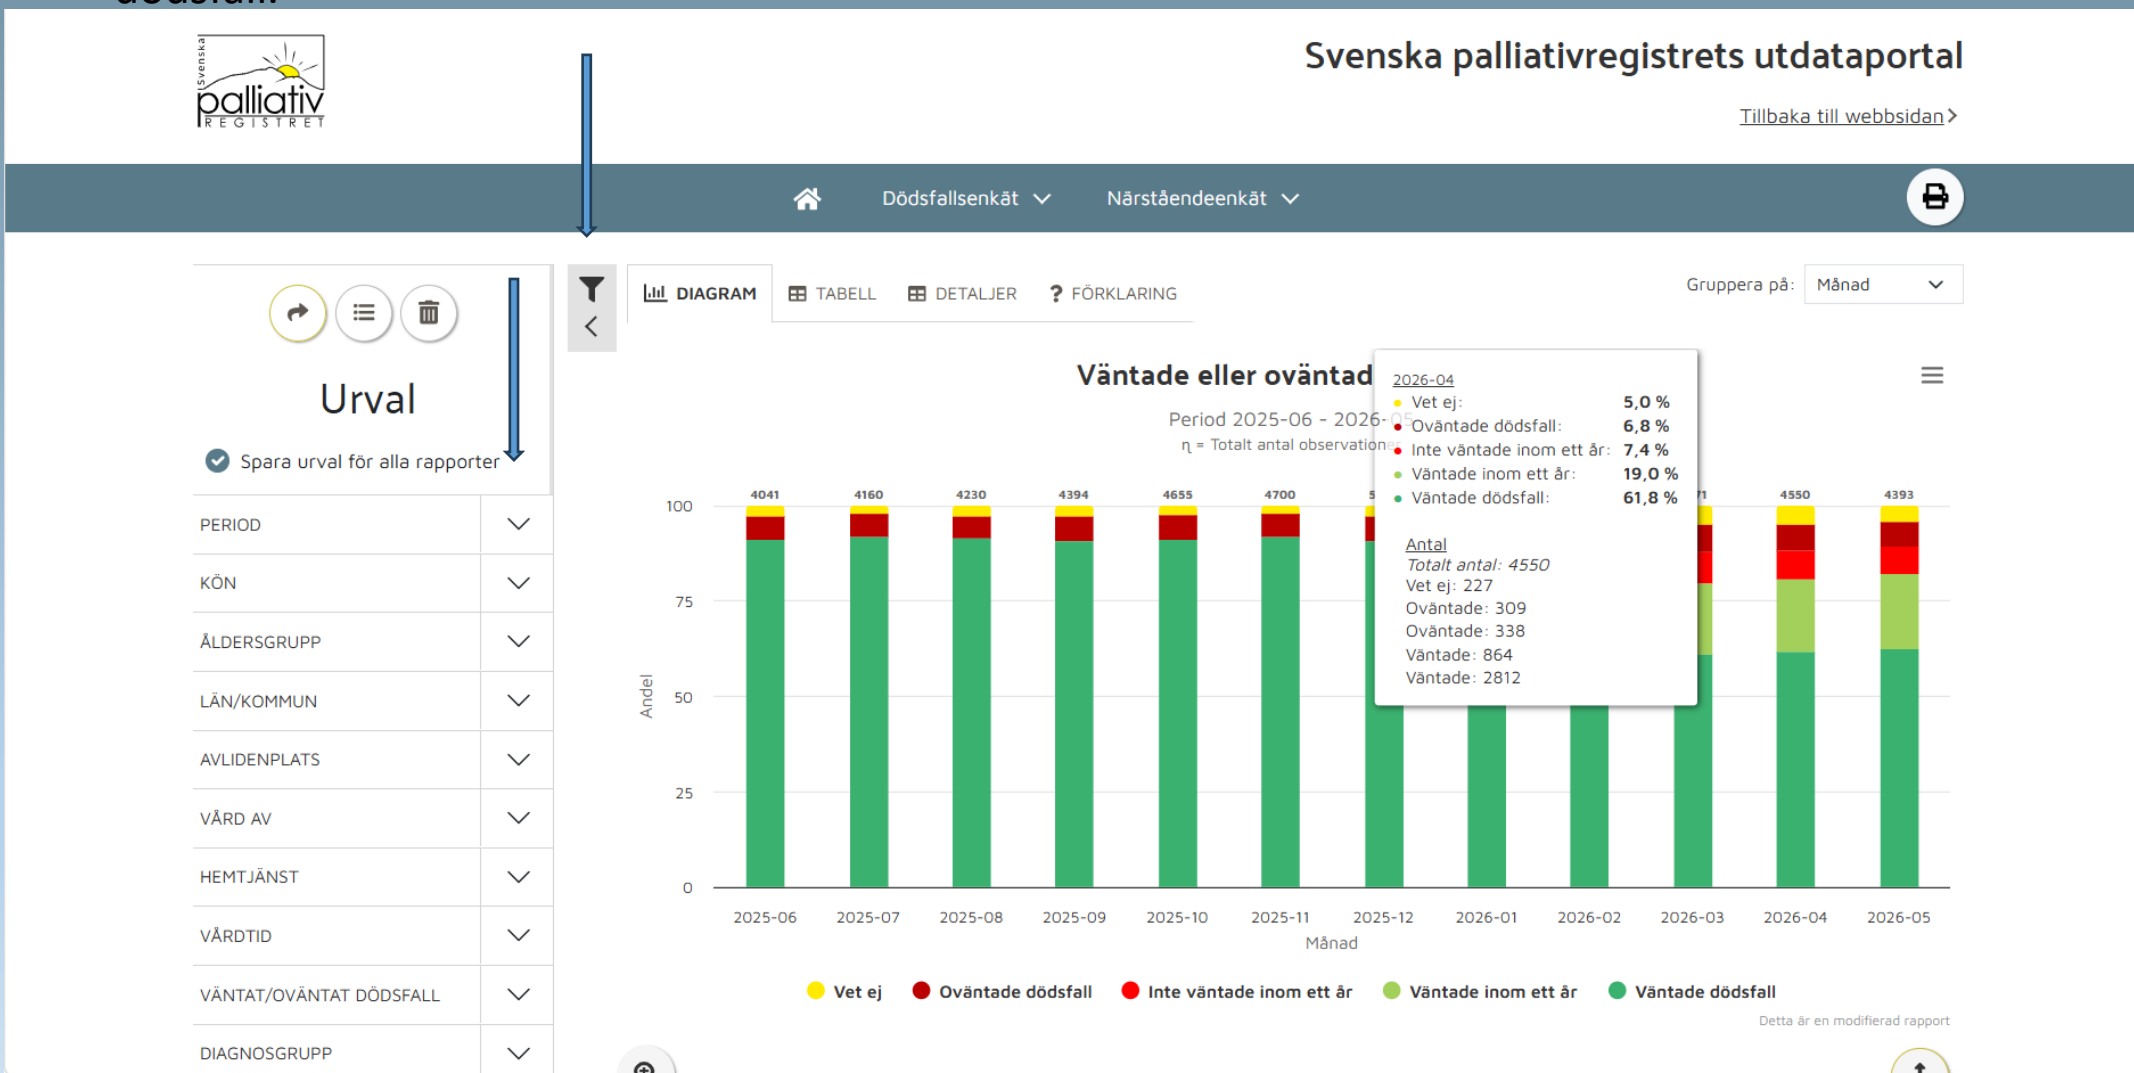 Svenska
palliativ
REGISTRET
Svenska palliativregistrets utdataportal
Tillbaka till webbsidan
Dödsfallsenkät
Närståendeenkät
DIAGRAM
TABELL
DETALJER
? FÖRKLARING
Gruppera på: Månad
Urval
Spara urval för alla rapporter
PERIOD
KÖN
ÅLDERSGRUPP
LÄN/KOMMUN
AVLIDENPLATS
VÅRD AV
HEMTJÄNST
VÅRDTID
VÄNTAT/OVÄNTAT DÖDSFALL
DIAGNOSGRUPP
Väntade eller oväntad
Period 2025-06 - 2026-05
η = Totalt antal observationer
2026-04
Vet ej: 5,0 %
Oväntade dödsfall: 6,8 %
Inte väntade inom ett år: 7,4 %
Väntade inom ett år: 19,0 %
Väntade dödsfall: 61,8 %
Antal
Totalt antal: 4550
Vet ej: 227
Oväntade: 309
Oväntade: 338
Väntade: 864
Väntade: 2812
4041 4160 4230 4394 4655 4700 4550 4393
100
75
50
25
0
Andel
2025-06 2025-07 2025-08 2025-09 2025-10 2025-11 2025-12 2026-01 2026-02 2026-03 2026-04 2026-05
Månad
Vet ej Oväntade dödsfall Inte väntade inom ett år Väntade inom ett år Väntade dödsfall
Detta är en modifierad rapport